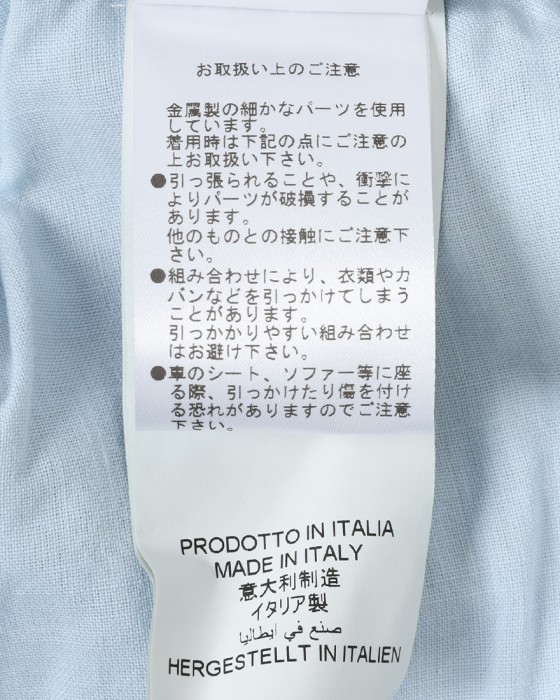 お取扱い上のご注意
金属製の細かなパーツを使用
しています。
着用時は下記の点にご注意の
上お取扱い下さい。
●引っ張られることや、衝撃に
よりパーツが破損することが
あります。
他のものとの接触にご注意下
さい。
●組み合わせにより、衣類やカ
バンなどを引っかけてしまう
ことがあります。
引っかかりやすい組み合わせ
はお避け下さい。
●車のシート、ソファー等に座
る際、引っかけたり傷を付け
る恐れがありますのでご注意
下さい。
PRODOTTO IN ITALIA
MADE IN ITALY
意大利制造
イタリア製
صنع في ايطاليا
HERGESTELLT IN ITALIEN